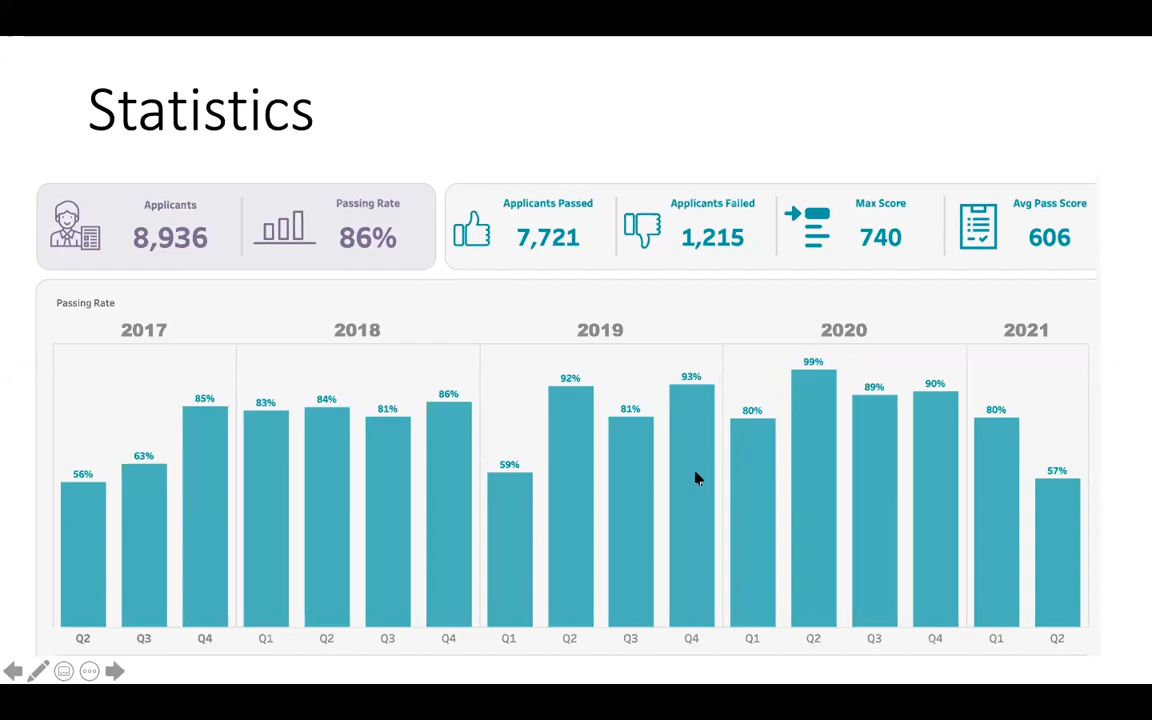 Statistics
Applicants
8,936
Passing Rate
86%
Applicants Passed
7,721
Applicants Failed
1,215
Max Score
740
Avg Pass Score
606
Passing Rate
2017 2018 2019 2020 2021
56% 63% 85% 83% 84% 81% 86% 59% 92% 81% 93% 80% 99% 89% 90% 80% 57%
Q2 Q3 Q4 Q1 Q2 Q3 Q4 Q1 Q2 Q3 Q4 Q1 Q2 Q3 Q4 Q1 Q2